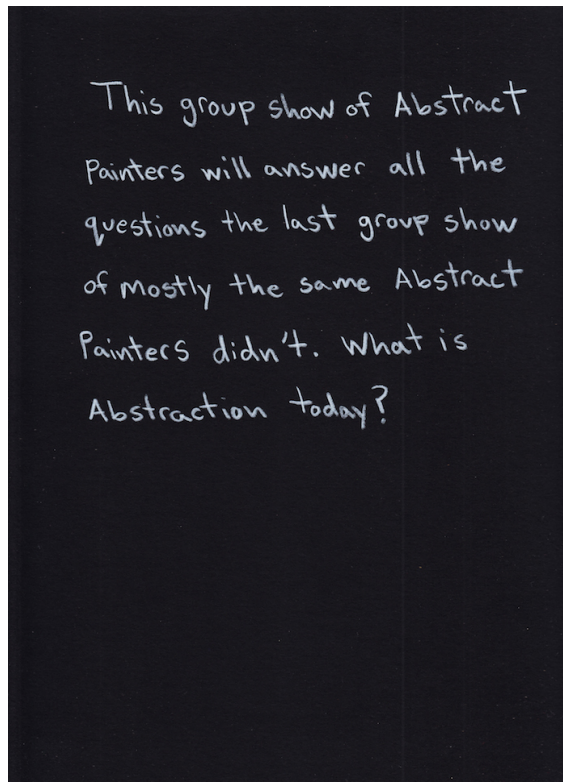 This group show of Abstract
Painters will answer all the
questions the last group show
of mostly the same Abstract
Painters didn't. What is
Abstraction today?